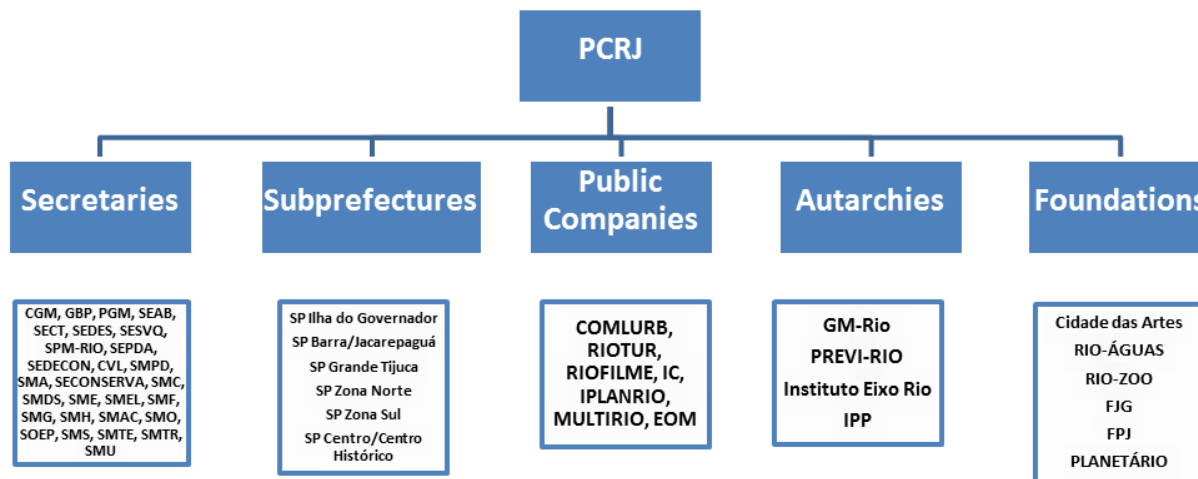 PCRJ
Secretaries
Subprefectures
Public
Companies
Autarchies
Foundations
CGM, GBP, PGM, SEAB,
SECT, SEDES, SESVQ,
SPM-RIO, SEPDA,
SEDECON, CVL, SMPD,
SMA, SECONSERVA, SMC,
SMDS, SME, SMEL, SMF,
SMG, SMH, SMAC, SMO,
SOEP, SMS, SMTE, SMTR,
SMU
SP Ilha do Governador
SP Barra/Jacarepaguá
SP Grande Tijuca
SP Zona Norte
SP Zona Sul
SP Centro/Centro
Histórico
COMLURB,
RIOTUR,
RIOFILME, IC,
IPLANRIO,
MULTIRIO, EOM
GM-Rio
PREVI-RIO
Instituto Eixo Rio
IPP
Cidade das Artes
RIO-ÁGUAS
RIO-ZOO
FJG
FPJ
PLANETÁRIO